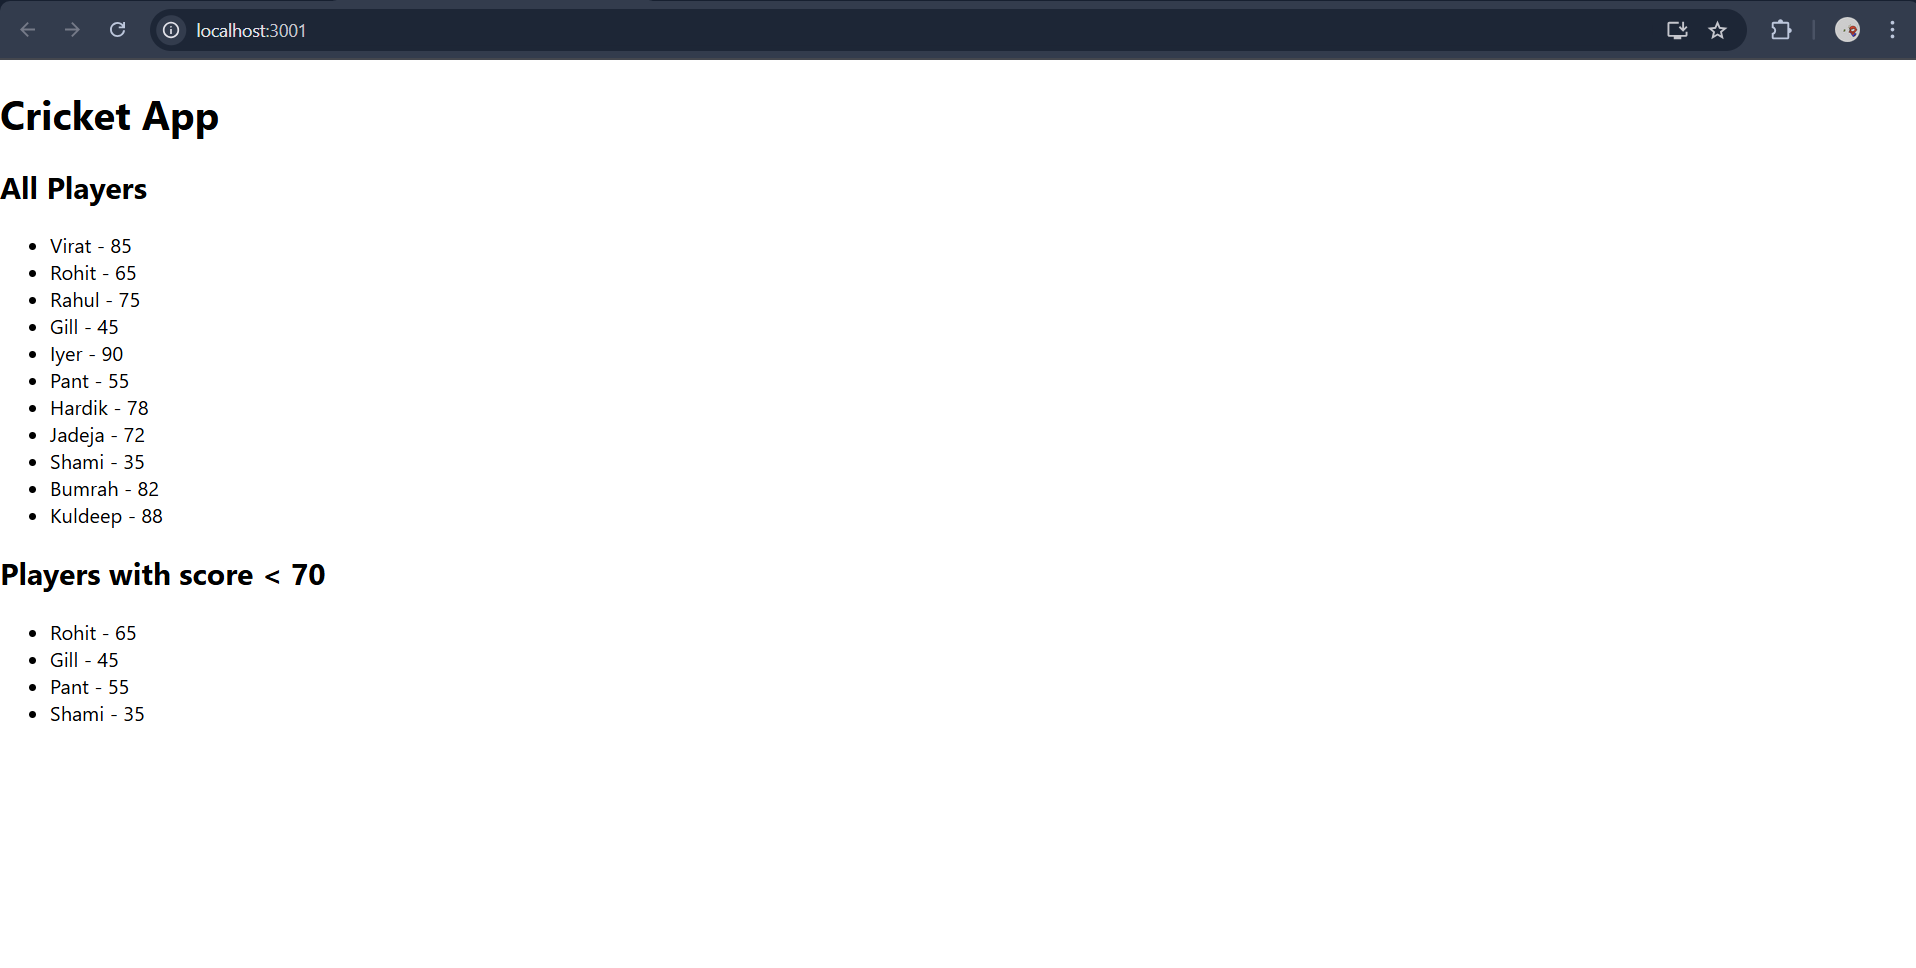 localhost:3001
Cricket App
All Players
Virat - 85
Rohit - 65
Rahul - 75
Gill - 45
Iyer - 90
Pant - 55
Hardik - 78
Jadeja - 72
Shami - 35
Bumrah - 82
Kuldeep - 88
Players with score < 70
Rohit - 65
Gill - 45
Pant - 55
Shami - 35